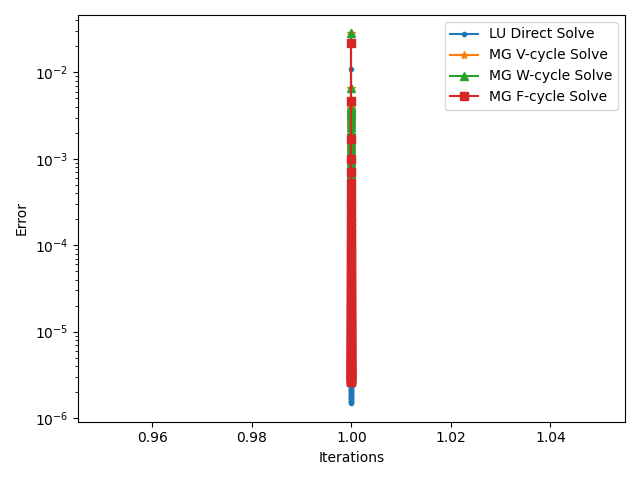 LU Direct Solve
MG V-cycle Solve
MG W-cycle Solve
MG F-cycle Solve
Error
10⁻²
10⁻³
10⁻⁴
10⁻⁵
10⁻⁶
0.96 0.98 1.00 1.02 1.04
Iterations